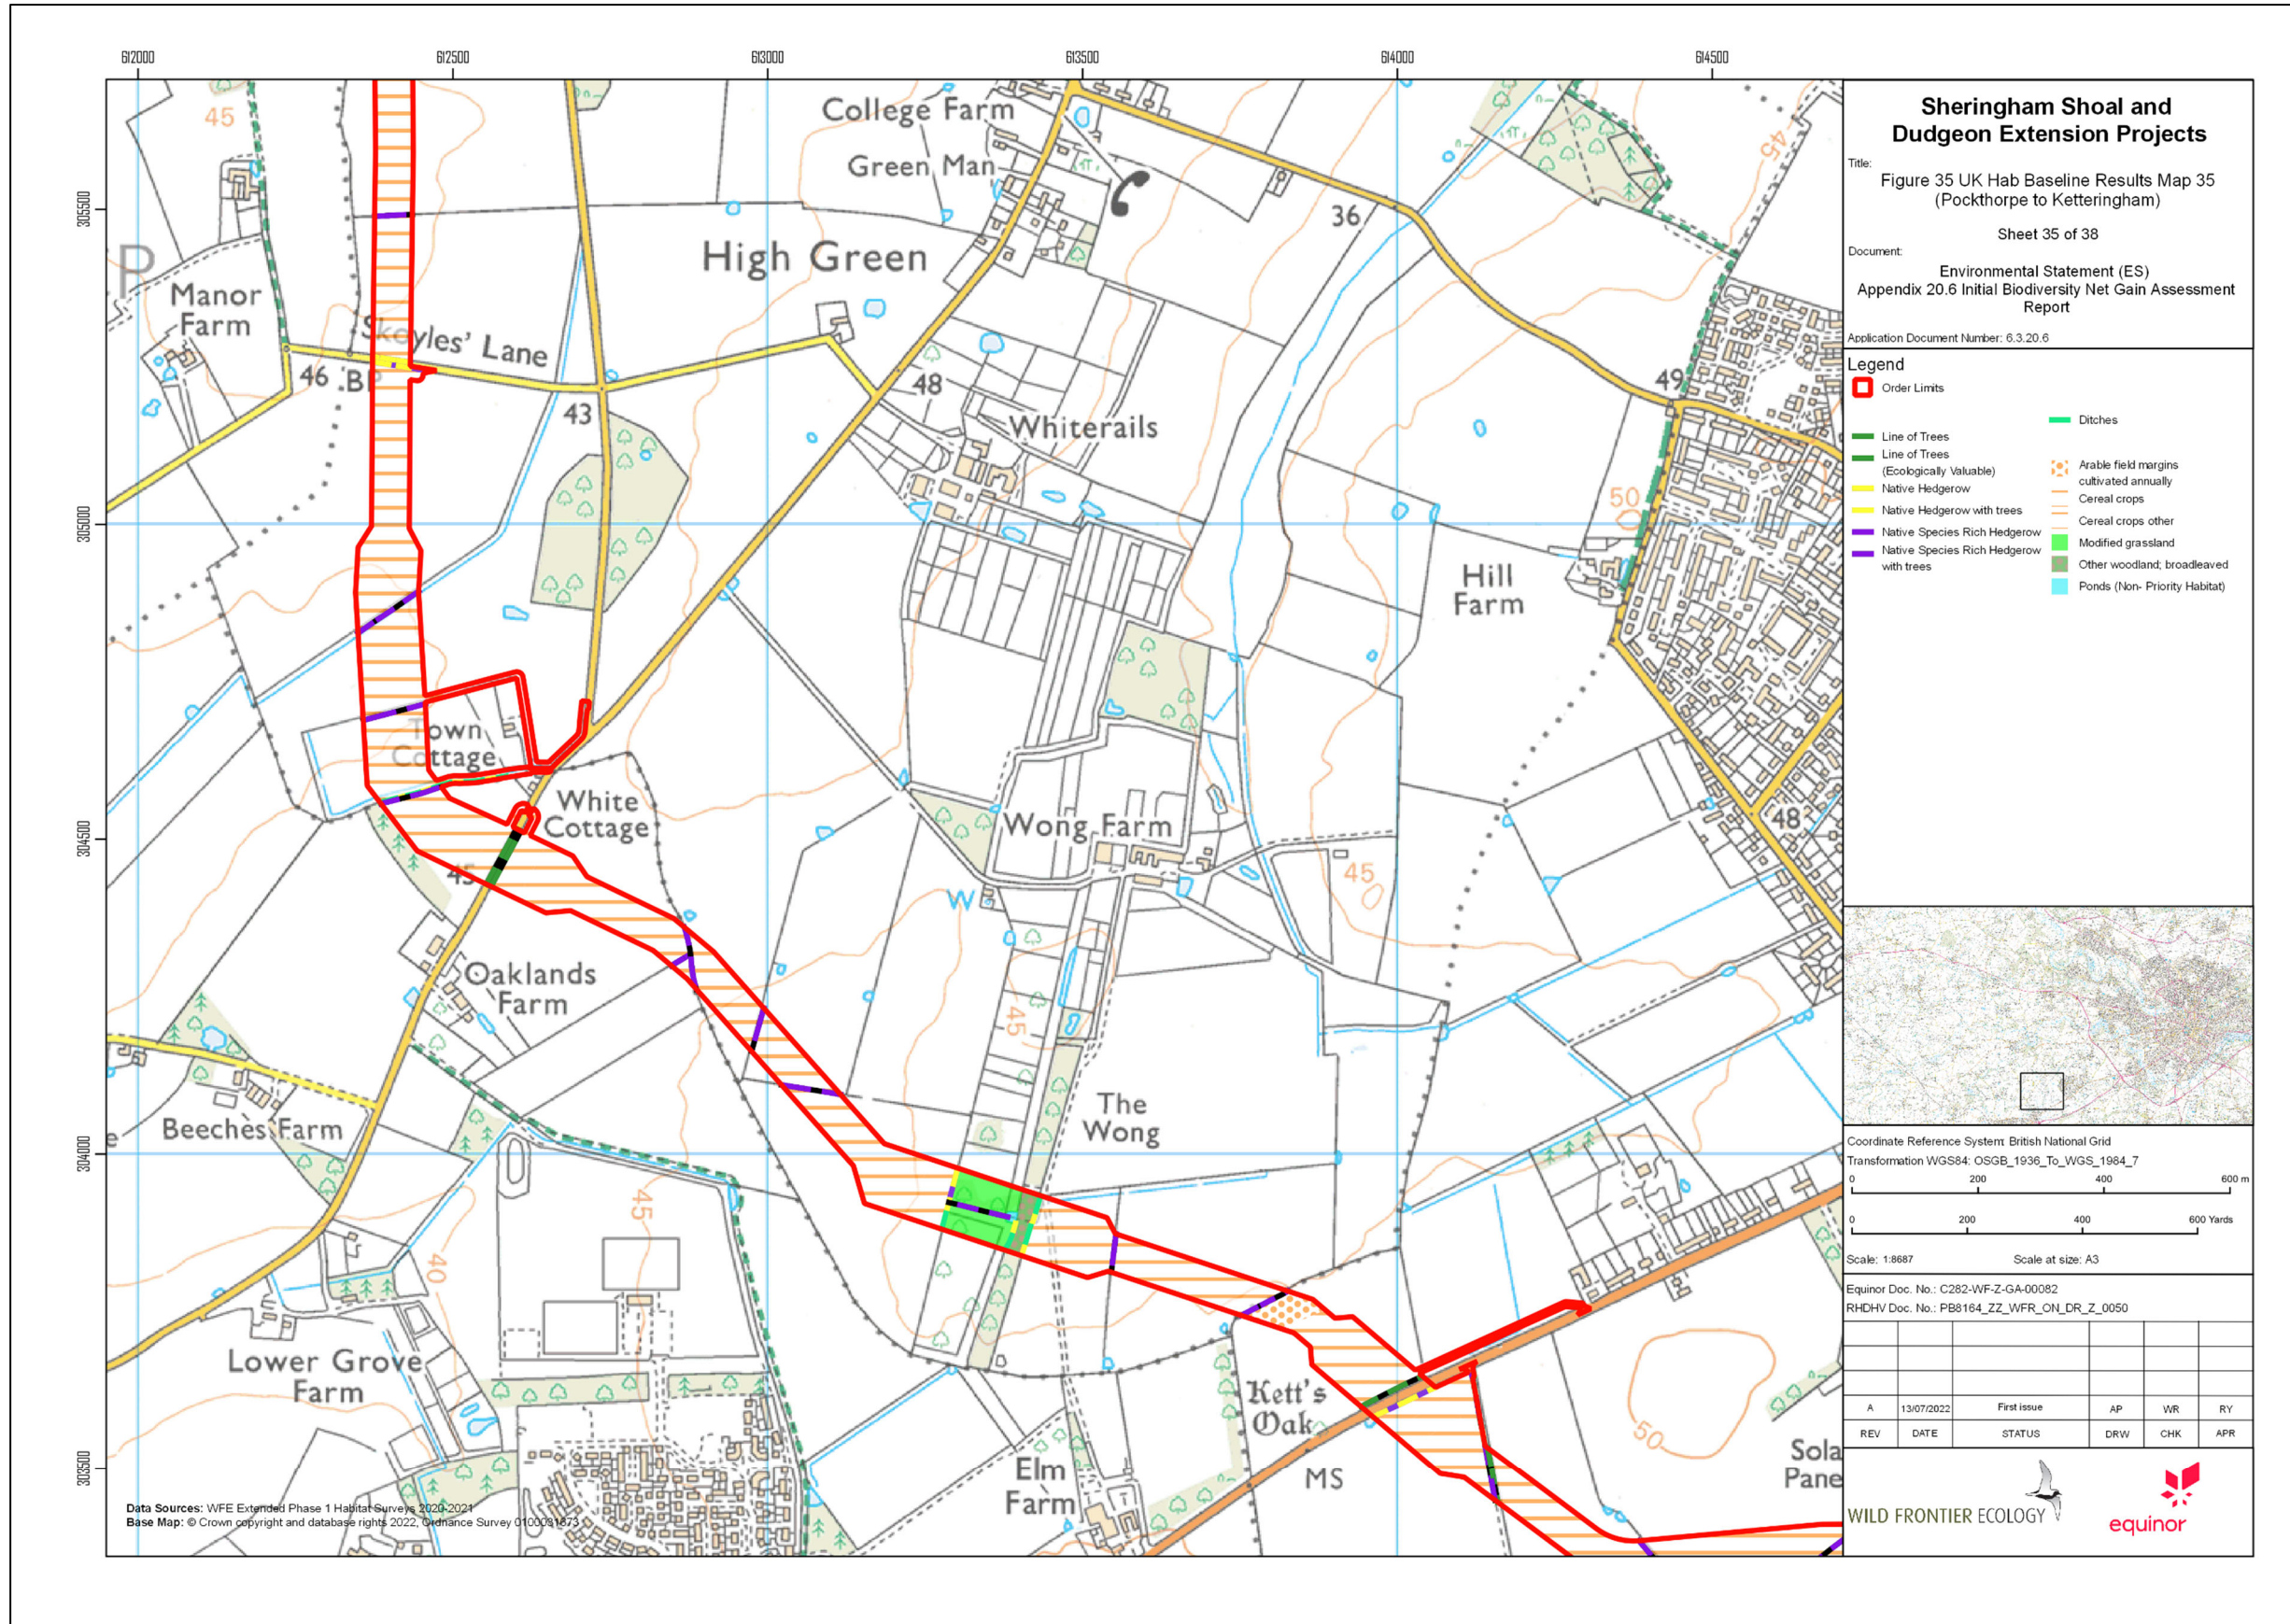 612000 612500 613000 613500 614000 614500
305500
305000
304500
304000
303500
45
College Farm
Green Man
36
45
High Green
P
Manor
Farm
Skoyles' Lane
46
BP
43
48
49
Whiterails
50
Hill
Farm
Town
Cottage
White
Cottage
Wong Farm
48
45
45
W
Oaklands
Farm
45
Beeches Farm
e
The
Wong
45
40
Lower Grove
Farm
Kett's
Oak
50
MS
Elm
Farm
Sola
Pane
Data Sources: WFE Extended Phase 1 Habitat Surveys 2020-2021
Base Map: © Crown copyright and database rights 2022, Ordnance Survey 0100031673
Sheringham Shoal and
Dudgeon Extension Projects
Title:
Figure 35 UK Hab Baseline Results Map 35
(Pockthorpe to Ketteringham)
Sheet 35 of 38
Document:
Environmental Statement (ES)
Appendix 20.6 Initial Biodiversity Net Gain Assessment
Report
Application Document Number: 6.3.20.6
Legend
Order Limits
Line of Trees
Line of Trees
(Ecologically Valuable)
Native Hedgerow
Native Hedgerow with trees
Native Species Rich Hedgerow
Native Species Rich Hedgerow
with trees
Ditches
Arable field margins
cultivated annually
Cereal crops
Cereal crops other
Modified grassland
Other woodland; broadleaved
Ponds (Non- Priority Habitat)
Coordinate Reference System: British National Grid
Transformation WGS84: OSGB_1936_To_WGS_1984_7
0 200 400 600 m
0 200 400 600 Yards
Scale: 1:8687 Scale at size: A3
Equinor Doc. No.: C282-WF-Z-GA-00082
RHDHV Doc. No.: PB8164_ZZ_WFR_ON_DR_Z_0050
A 13/07/2022 First issue AP WR RY
REV DATE STATUS DRW CHK APR
WILD FRONTIER ECOLOGY
equinor